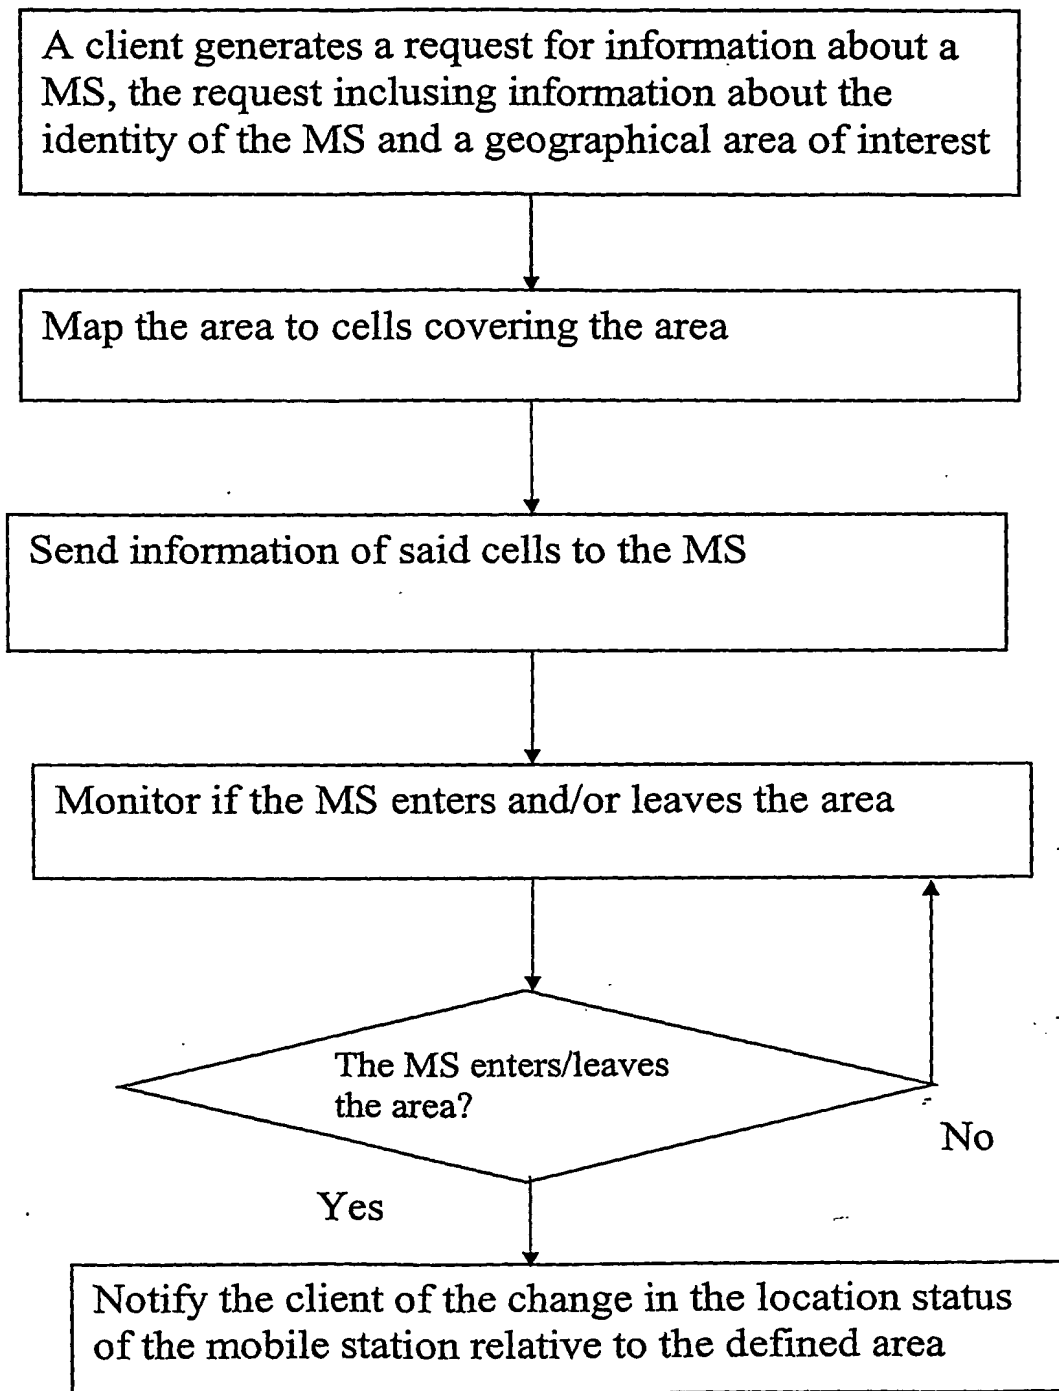 A client generates a request for information about a
MS, the request inclusing information about the
identity of the MS and a geographical area of interest
Map the area to cells covering the area
Send information of said cells to the MS
Monitor if the MS enters and/or leaves the area
The MS enters/leaves
the area?
No
Yes
Notify the client of the change in the location status
of the mobile station relative to the defined area